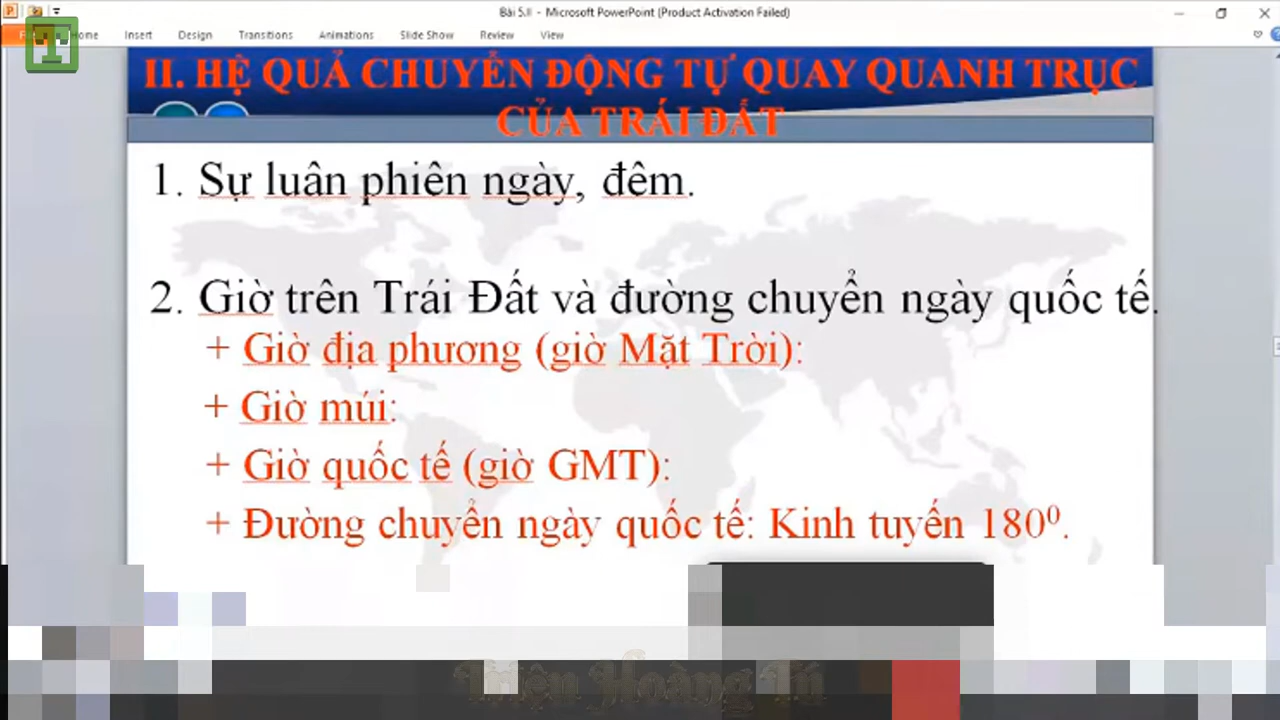 Bài 5.II - Microsoft PowerPoint (Product Activation Failed)
Home Insert Design Transitions Animations Slide Show Review View
T
II. HỆ QUẢ CHUYỂN ĐỘNG TỰ QUAY QUANH TRỤC
CỦA TRÁI ĐẤT
1. Sự luân phiên ngày, đêm.
2. Giờ trên Trái Đất và đường chuyển ngày quốc tế.
+ Giờ địa phương (giờ Mặt Trời):
+ Giờ múi:
+ Giờ quốc tế (giờ GMT):
+ Đường chuyển ngày quốc tế: Kinh tuyến 180⁰.
Hoàng